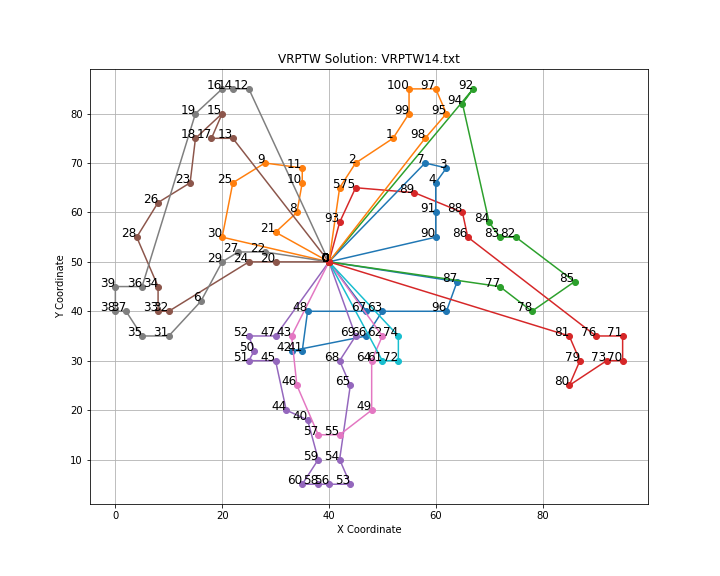 VRPTW Solution: VRPTW14.txt
100 97 92
16 14 12
94
99 95
19 15
1 98
18 17 13
2 7 3
9 11
25 10 4
23 5 75 89
26 8 91 88
93 84
28 30 21 90 86 83 82
27 22
29 24 20 0
39 36 34 87 77 85
38 37 33 32 6 48 67 63 96 78
35 31 52 47 43 69 66 62 74 81 76 71
50 42 41
51 45 68 64 61 72 79 73 70
46 65 80
44 49
40
57 55
59 54
60 58 56 53
80
70
60
50
40
30
20
10
Y Coordinate
0 20 40 60 80
X Coordinate